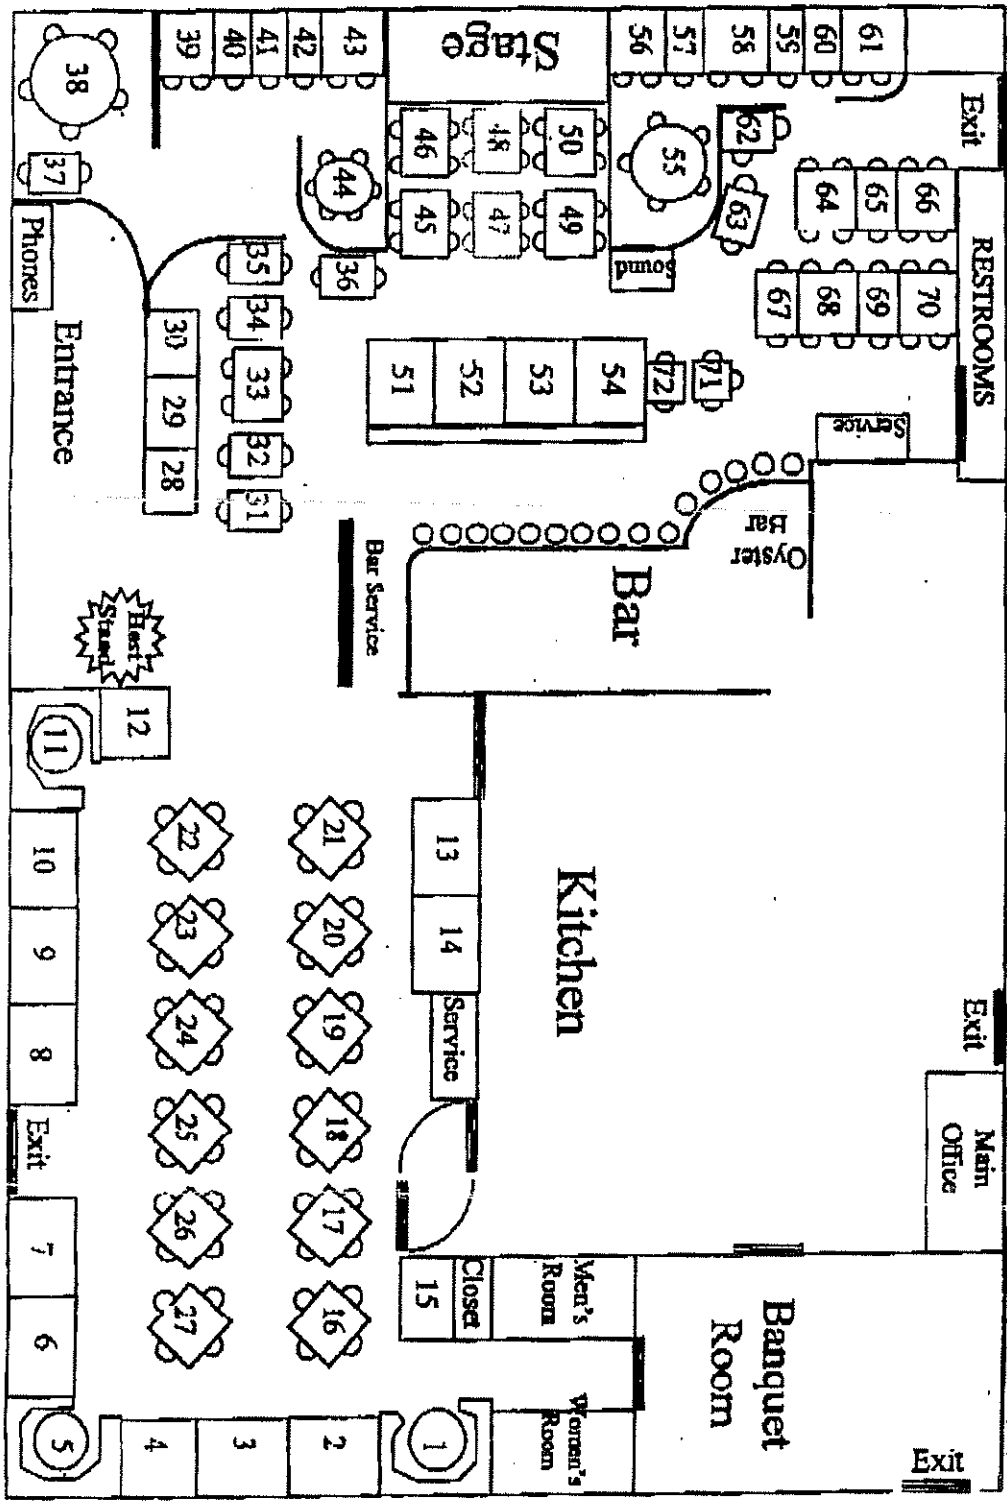 39
40
41
42
43
Stage
56
57
58
59
60
61
38
46
48
50
55
62
Exit
37
44
64
65
66
45
47
49
63
Phones
35
36
Sound
67
68
69
70
RESTROOMS
30
34
Entrance
29
33
51
52
53
54
72
71
28
32
Service
31
Oyster
Bar
Bar
Bar Service
Host
Stand
12
11
22
21
13
Kitchen
10
23
20
14
9
24
19
Service
Exit
8
25
18
Main
Office
Exit
7
26
17
6
27
16
15
Closet
Men's
Room
Banquet
Room
5
4
3
2
1
Women's
Room
Exit